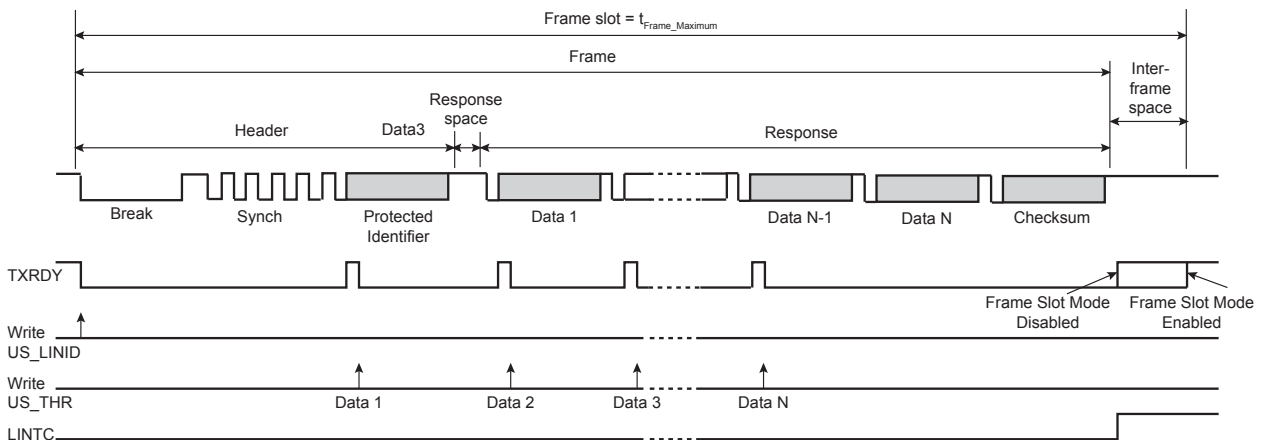 Frame slot = tFrame_Maximum
Frame
Inter-
frame
space
Response
space
Header
Data3
Response
Break
Synch
Protected
Identifier
Data 1
Data N-1
Data N
Checksum
TXRDY
Frame Slot Mode
Disabled
Frame Slot Mode
Enabled
Write
US_LINID
Write
US_THR
Data 1
Data 2
Data 3
Data N
LINTC